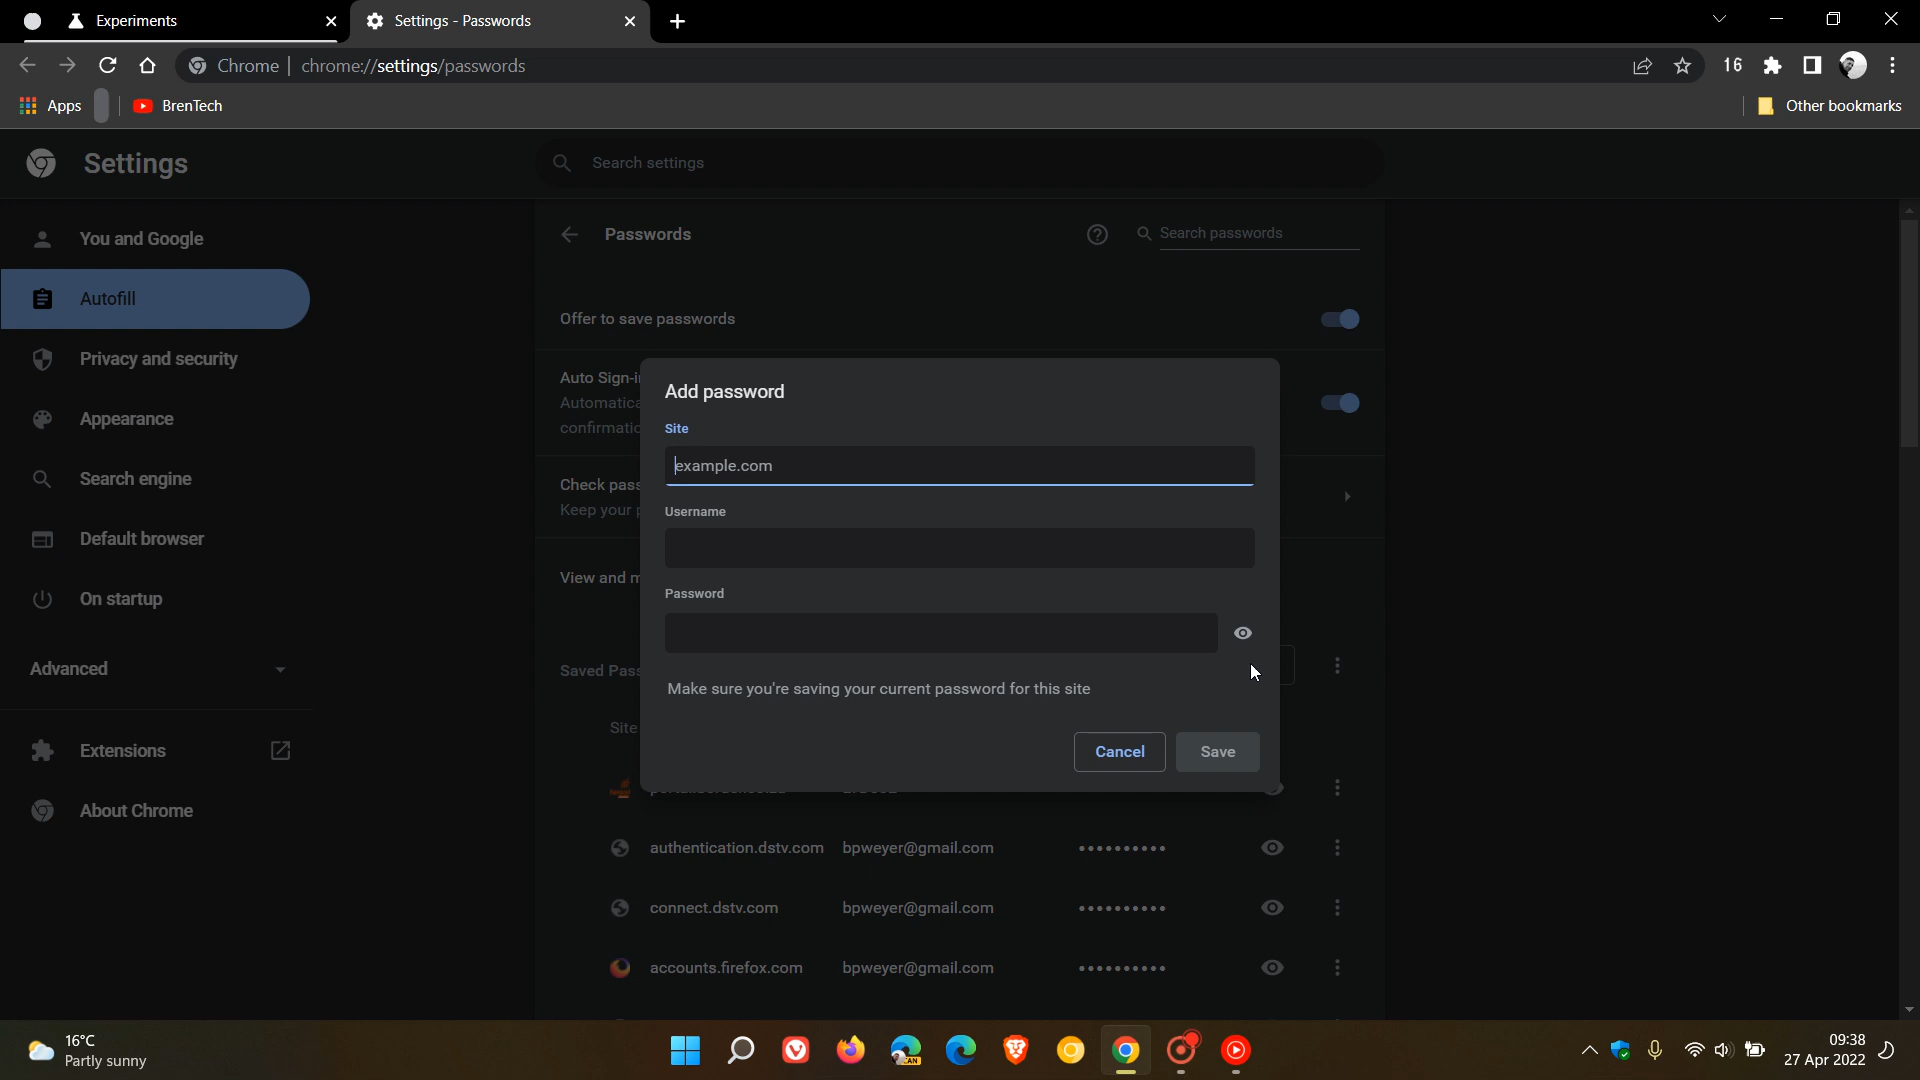 Experiments
Settings - Passwords
Chrome | chrome://settings/passwords
16
Apps
BrenTech
Other bookmarks
Settings
Search settings
You and Google
Autofill
Privacy and security
Appearance
Search engine
Default browser
On startup
Advanced
Extensions
About Chrome
Passwords
Search passwords
Offer to save passwords
Auto Sign-i
Automatica
confirmatio
Check pass
Keep your p
View and m
Saved Pass
Site
Add password
Site
example.com
Username
Password
Make sure you're saving your current password for this site
Cancel
Save
authentication.dstv.com bpweyer@gmail.com ••••••••••
connect.dstv.com bpweyer@gmail.com ••••••••••
accounts.firefox.com bpweyer@gmail.com ••••••••••
16°C
Partly sunny
CAN
09:38
27 Apr 2022